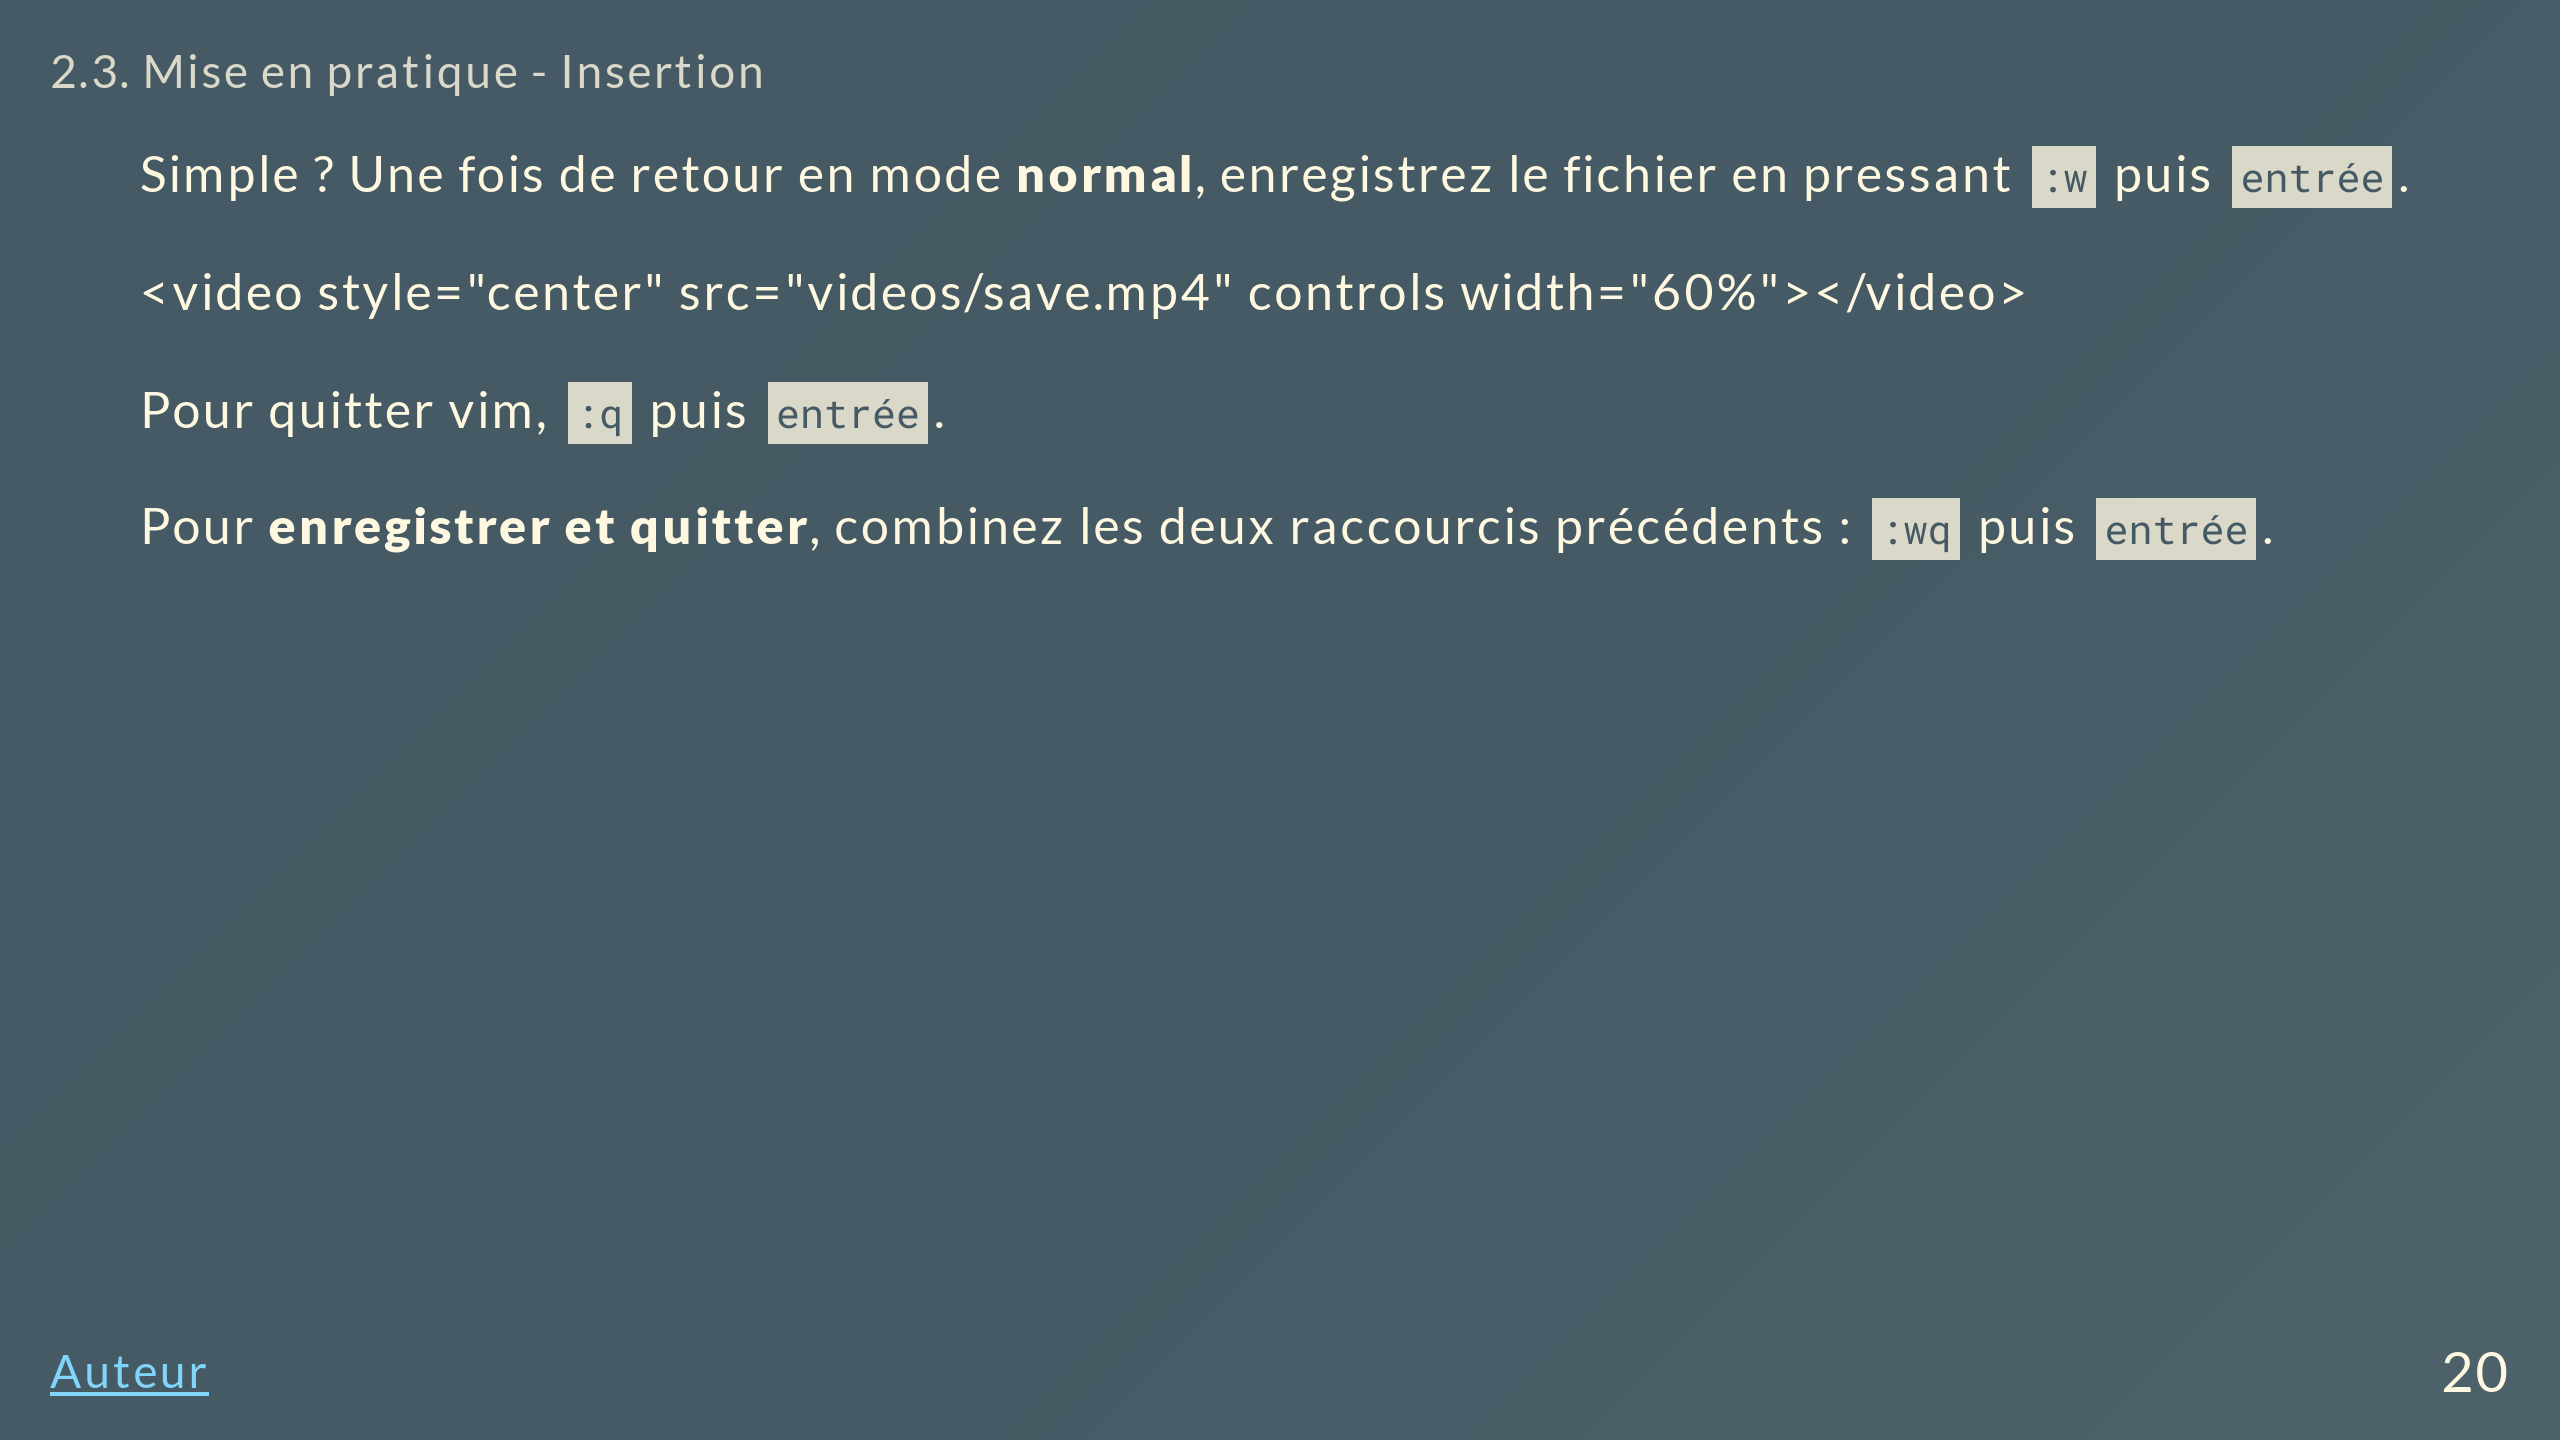 2.3. Mise en pratique - Insertion
Simple ? Une fois de retour en mode normal, enregistrez le fichier en pressant :w puis entrée.
<video style="center" src="videos/save.mp4" controls width="60%"></video>
Pour quitter vim, :q puis entrée.
Pour enregistrer et quitter, combinez les deux raccourcis précédents : :wq puis entrée.
Auteur
20